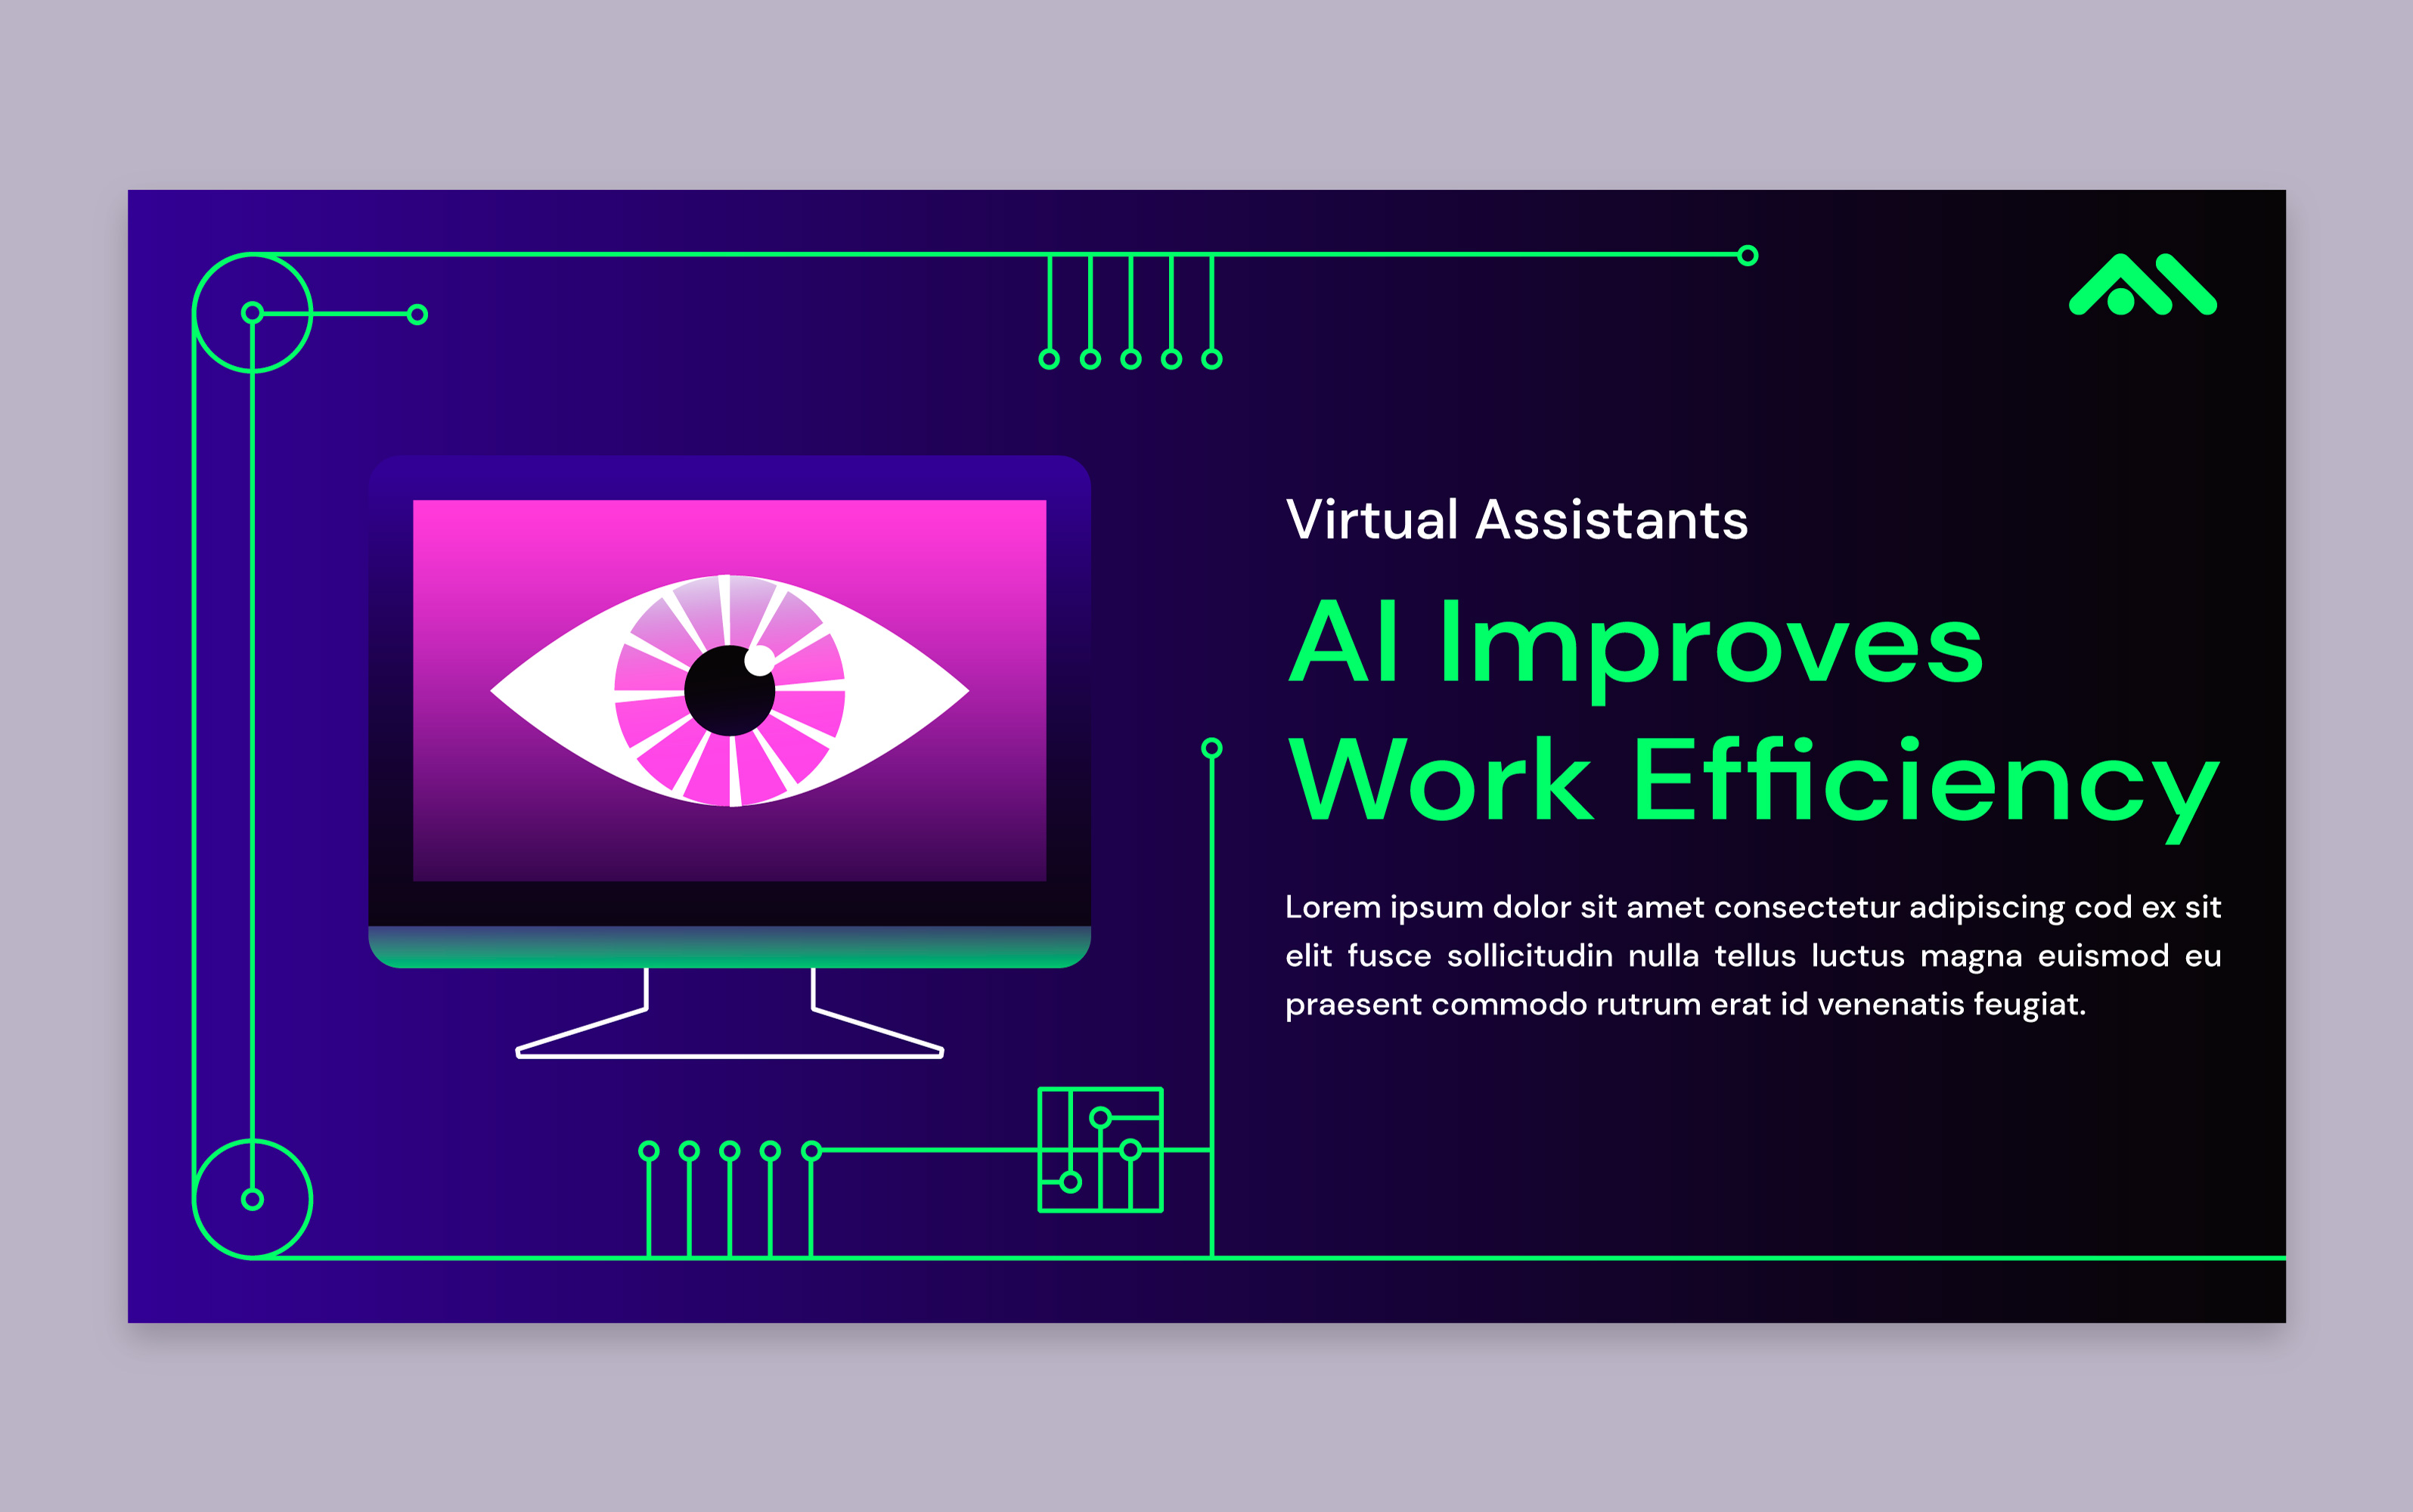 Virtual Assistants
AI Improves
Work Efficiency
Lorem ipsum dolor sit amet consectetur adipiscing cod ex sit
elit fusce sollicitudin nulla tellus luctus magna euismod eu
praesent commodo rutrum erat id venenatis feugiat.